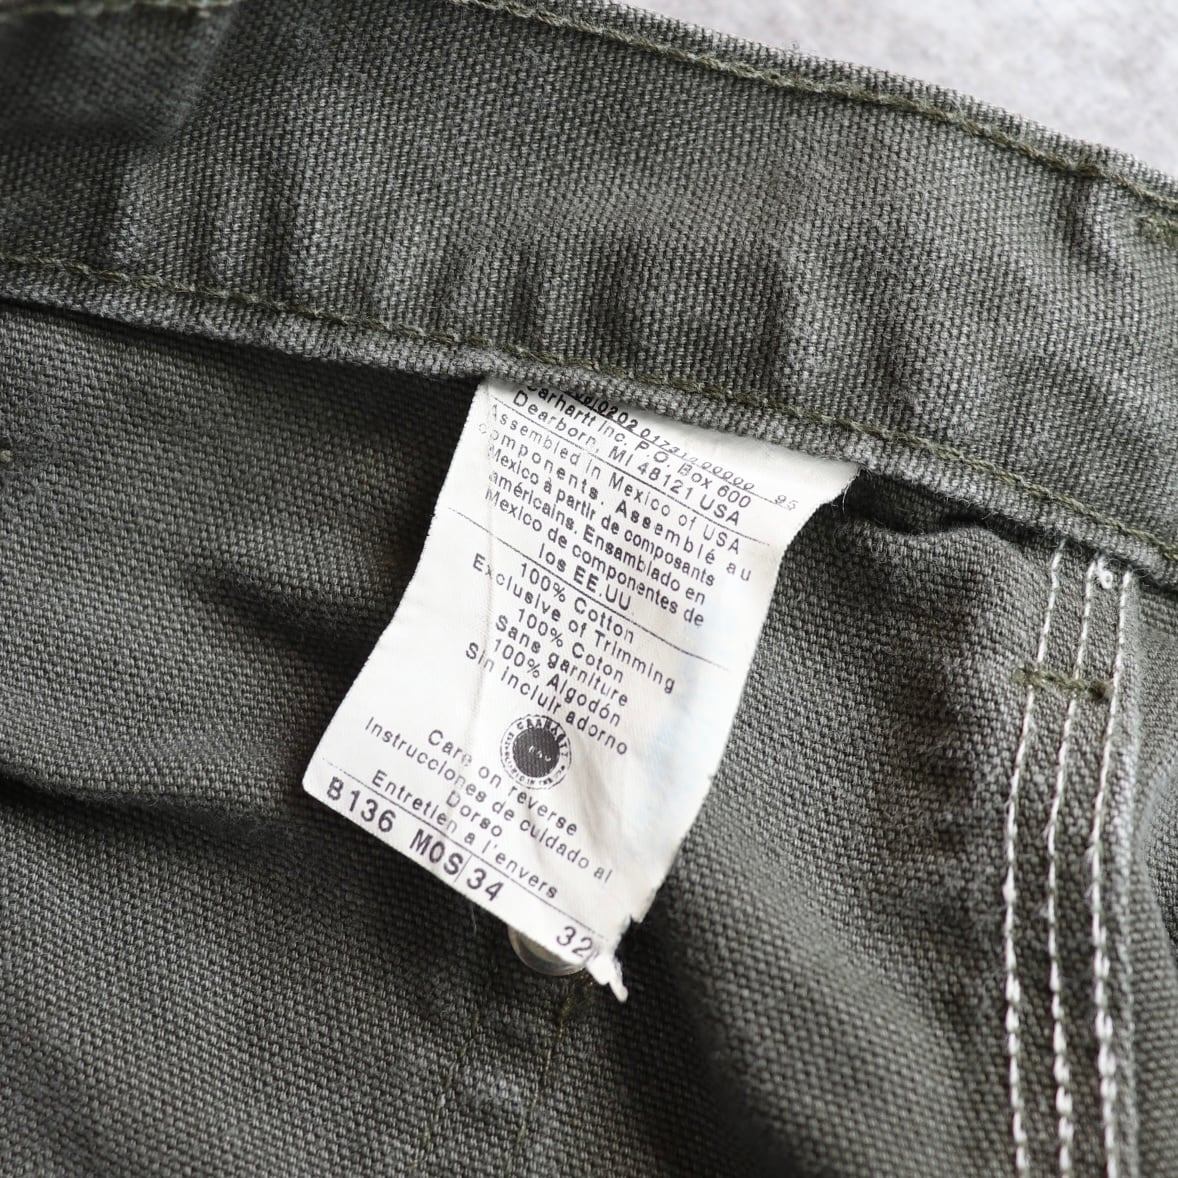 Carhartt Inc. P.O. Box 600
Dearborn, MI 48121 USA
Assembled in Mexico of USA
components. Assemblé au
Mexico à partir de composants
américains. Ensamblado en
Mexico de componentes de
los EE.UU.
100% Cotton
Exclusive of Trimming
100% Coton
Sans garniture
100% Algodón
Sin incluir adorno
CARHARTT
Care on reverse
Instrucciones de cuidado al
Dorso
Entretien a l'envers
B136 MOS 34 32